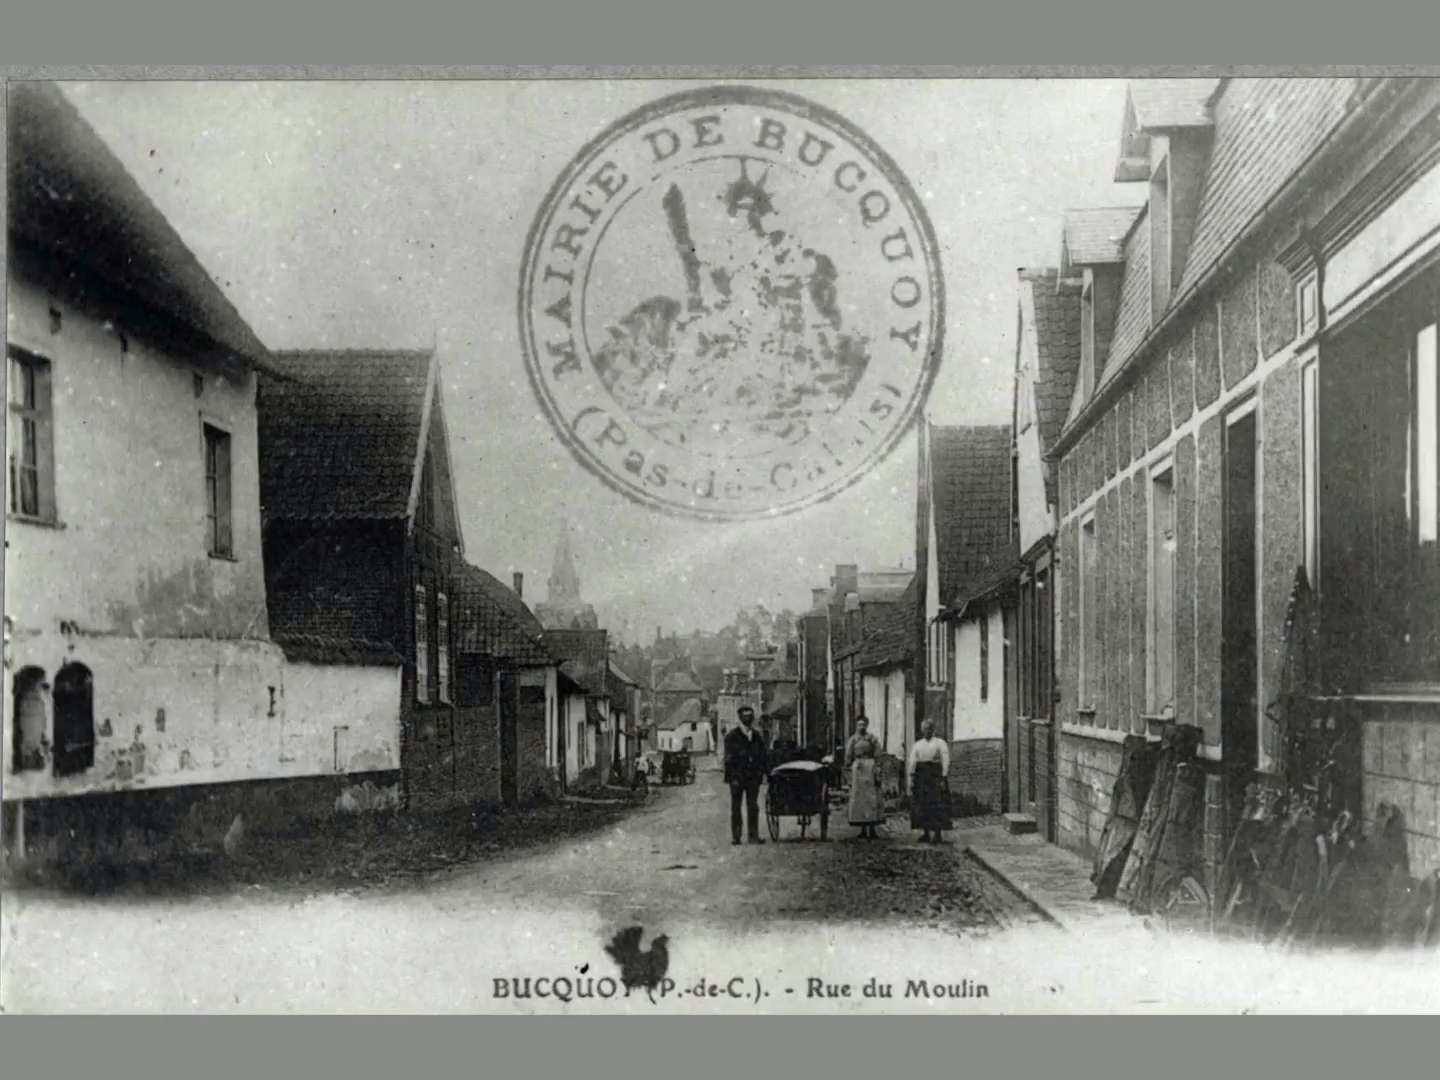 MAIRIE DE BUCQUOY
(Pas-de-Calais)
BUCQUOY (P.-de-C.). - Rue du Moulin